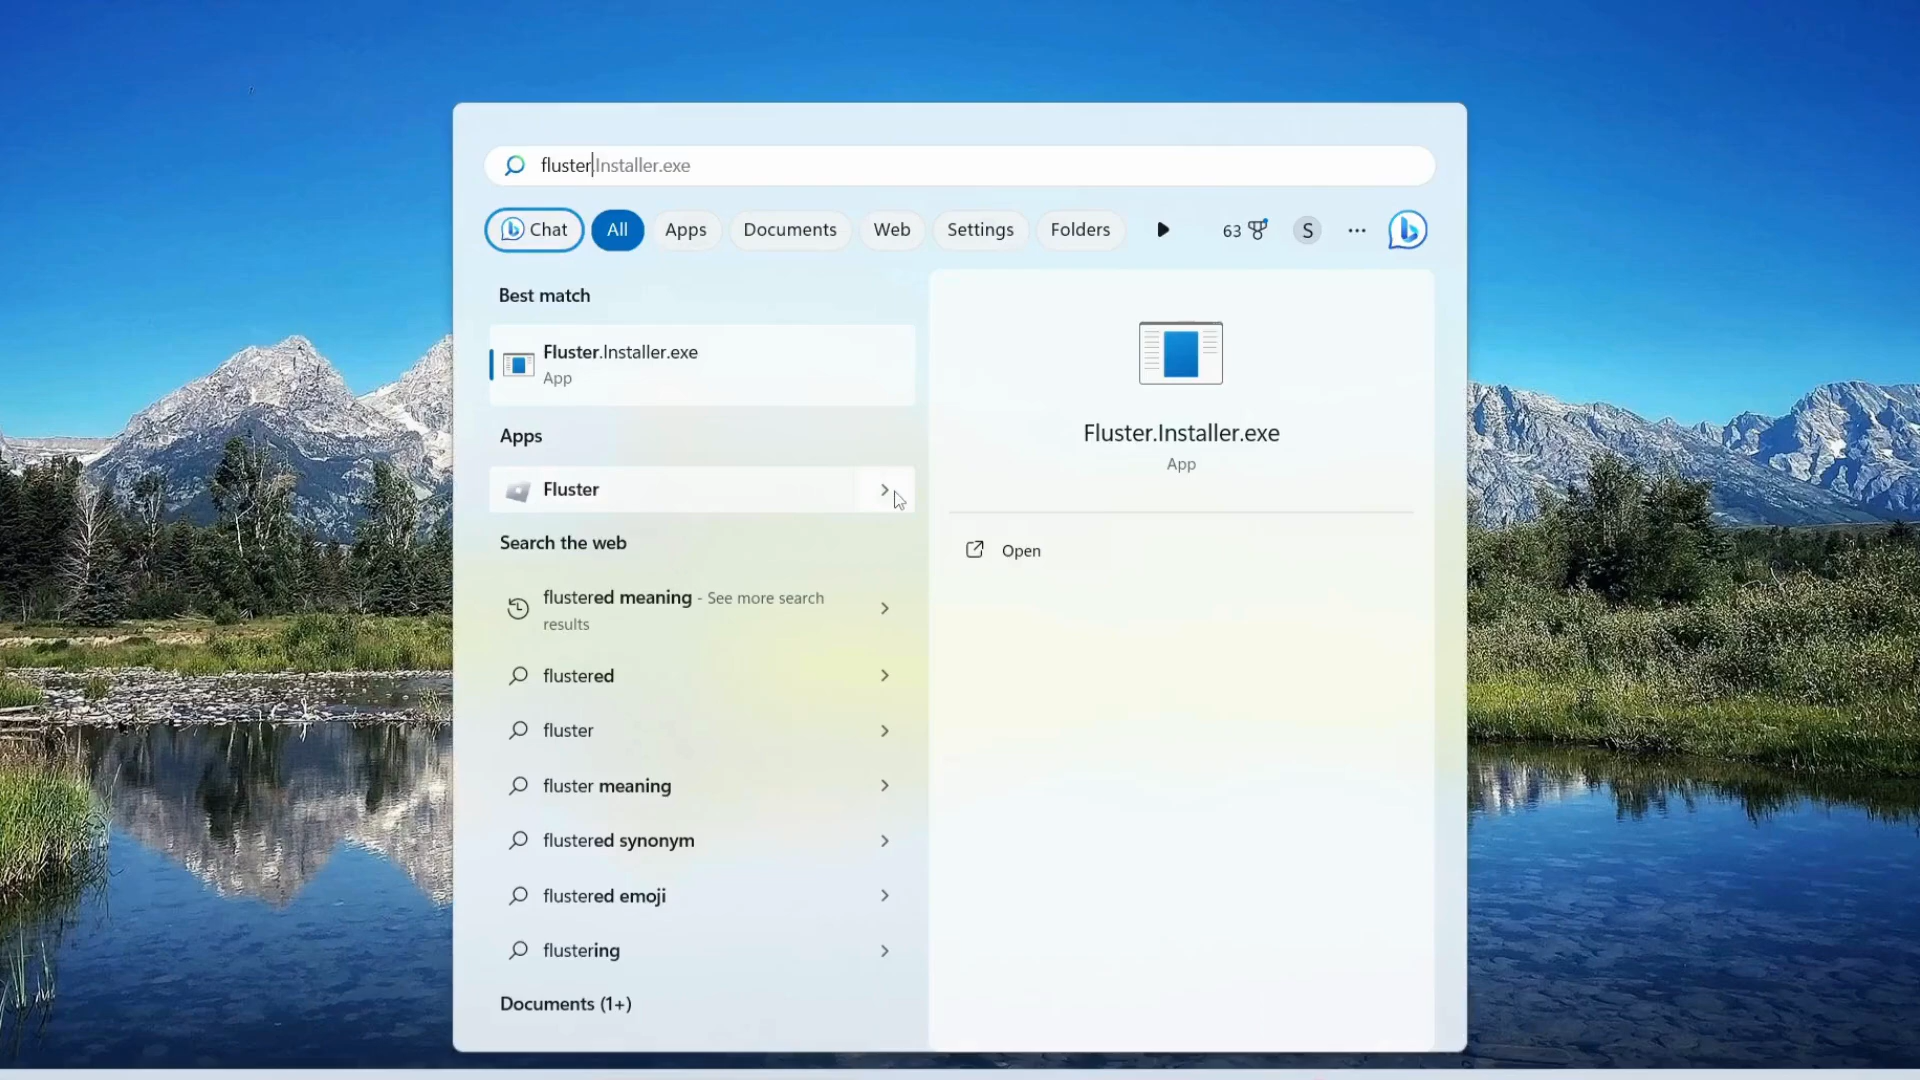 fluster.Installer.exe
Chat All Apps Documents Web Settings Folders 63 S ...
Best match
Fluster.Installer.exe
App
Apps
Fluster
Search the web
flustered meaning - See more search
results
flustered
fluster
fluster meaning
flustered synonym
flustered emoji
flustering
Documents (1+)
Fluster.Installer.exe
App
Open